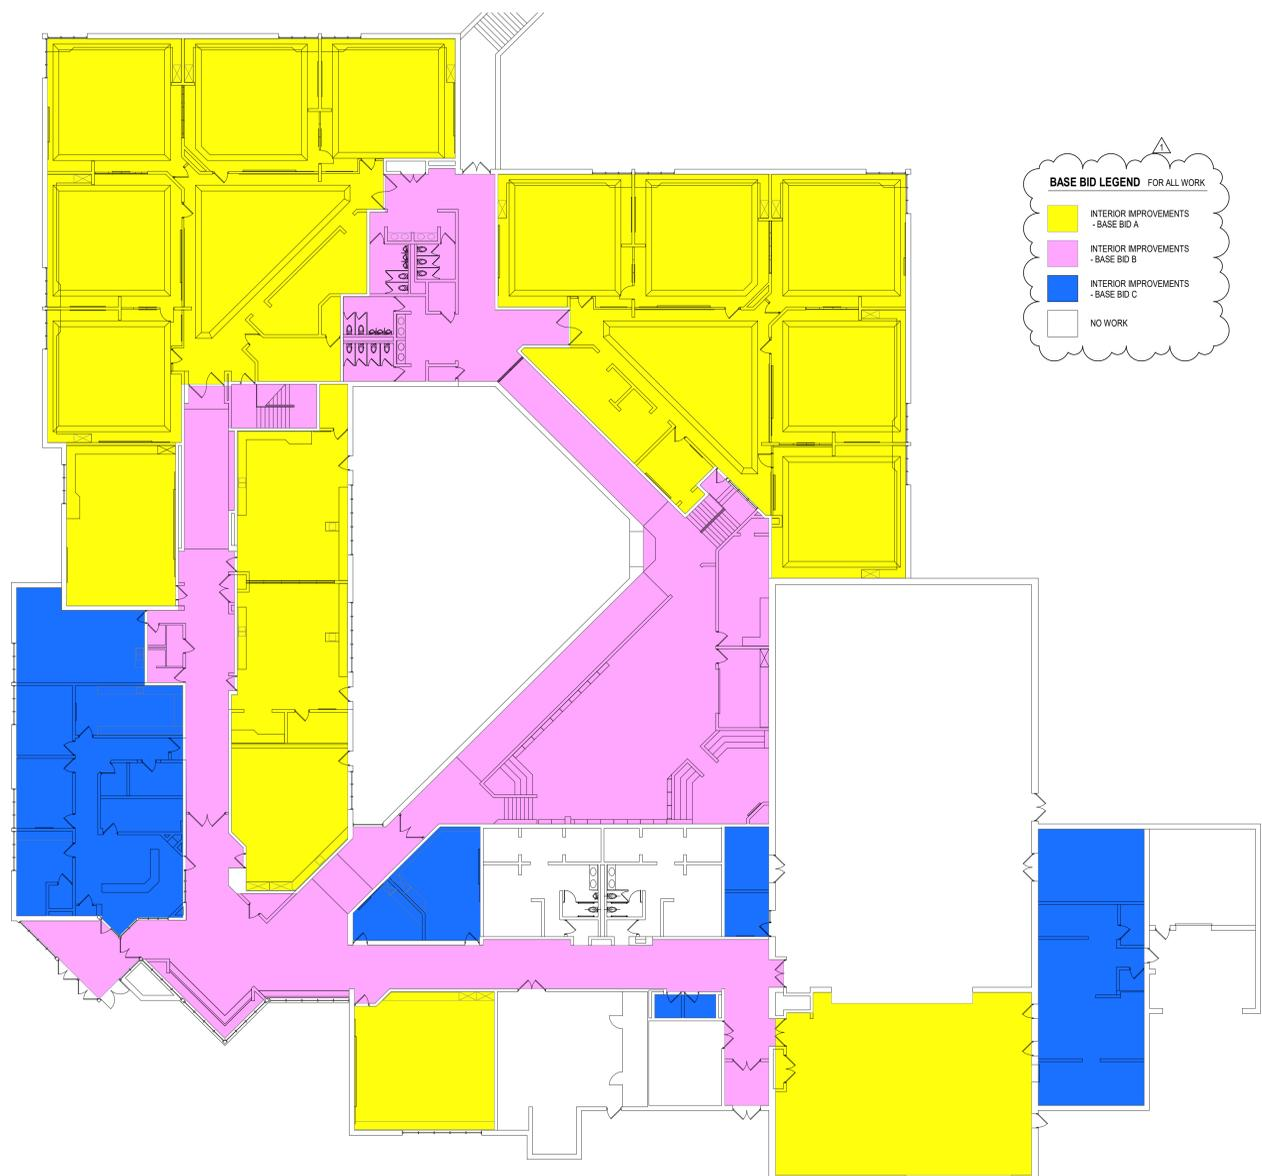 1
BASE BID LEGEND FOR ALL WORK
INTERIOR IMPROVEMENTS
- BASE BID A
INTERIOR IMPROVEMENTS
- BASE BID B
INTERIOR IMPROVEMENTS
- BASE BID C
NO WORK